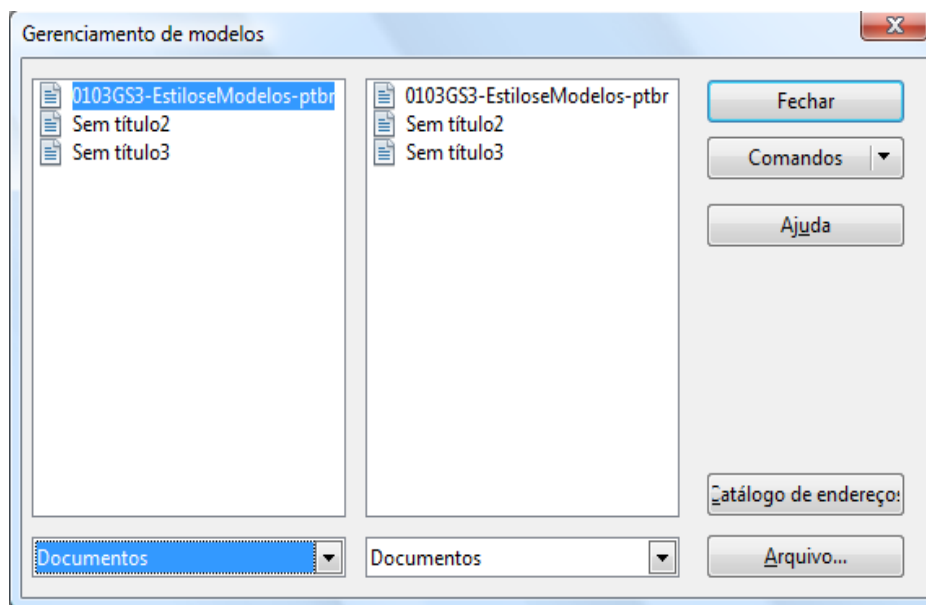 Gerenciamento de modelos
0103GS3-EstiloseModelos-ptbr
Sem título2
Sem título3
Documentos
0103GS3-EstiloseModelos-ptbr
Sem título2
Sem título3
Documentos
Fechar
Comandos
Ajuda
Catálogo de endereços
Arquivo...